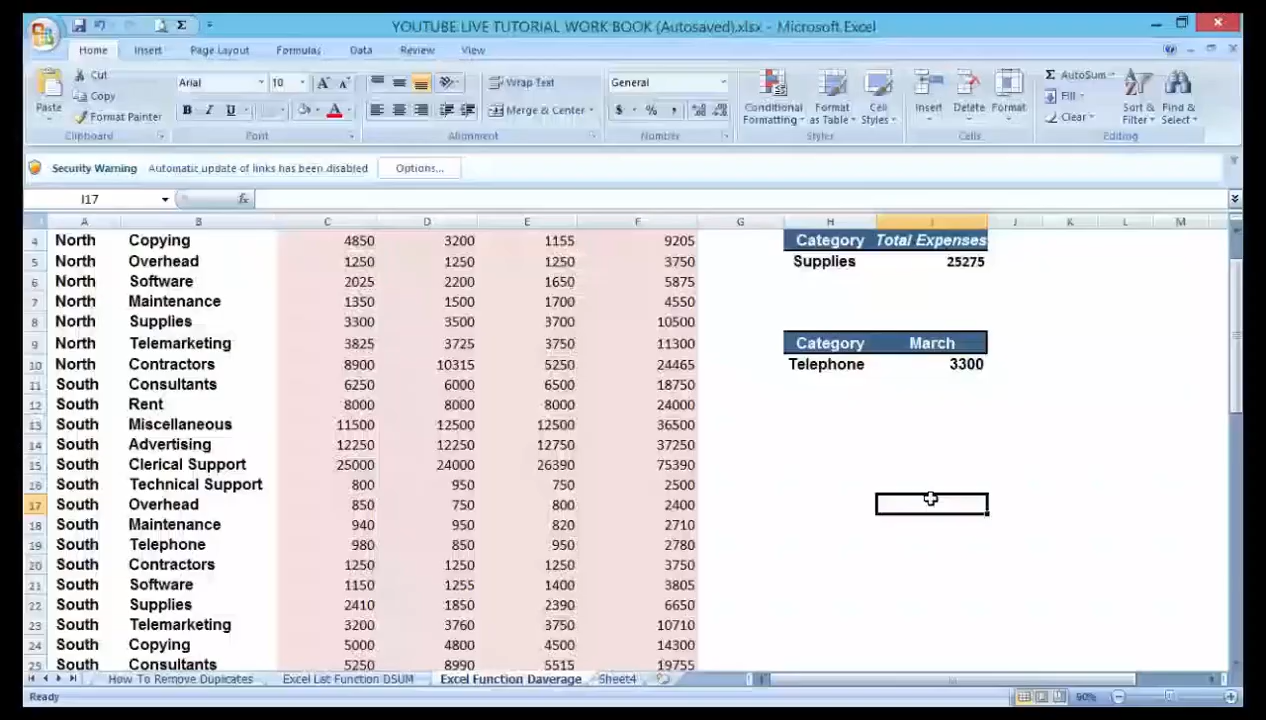 YOUTUBE LIVE TUTORIAL WORK BOOK (Autosaved).xlsx - Microsoft Excel
Home Insert Page Layout Formulas Data Review View
Paste Cut Copy Format Painter Clipboard
Arial 10 B I U A Font
Wrap Text Merge & Center Alignment
General $ % , Number
Conditional Formatting Format as Table Cell Styles Styles
Insert Delete Format Cells
Σ AutoSum Fill Clear Sort & Filter Find & Select Editing
Security Warning Automatic update of links has been disabled Options...
I17 fx
A B C D E F G H I J K L M
4 North Copying 4850 3200 1155 9205 Category Total Expenses
5 North Overhead 1250 1250 1250 3750 Supplies 25275
6 North Software 2025 2200 1650 5875
7 North Maintenance 1350 1500 1700 4550
8 North Supplies 3300 3500 3700 10500
9 North Telemarketing 3825 3725 3750 11300 Category March
10 North Contractors 8900 10315 5250 24465 Telephone 3300
11 South Consultants 6250 6000 6500 18750
12 South Rent 8000 8000 8000 24000
13 South Miscellaneous 11500 12500 12500 36500
14 South Advertising 12250 12250 12750 37250
15 South Clerical Support 25000 24000 26390 75390
16 South Technical Support 800 950 750 2500
17 South Overhead 850 750 800 2400
18 South Maintenance 940 950 820 2710
19 South Telephone 980 850 950 2780
20 South Contractors 1250 1250 1250 3750
21 South Software 1150 1255 1400 3805
22 South Supplies 2410 1850 2390 6650
23 South Telemarketing 3200 3760 3750 10710
24 South Copying 5000 4800 4500 14300
25 South Consultants 5250 8990 5515 19755
How To Remove Duplicates Excel List Function DSUM Excel Function Daverage Sheet4
Ready 90%